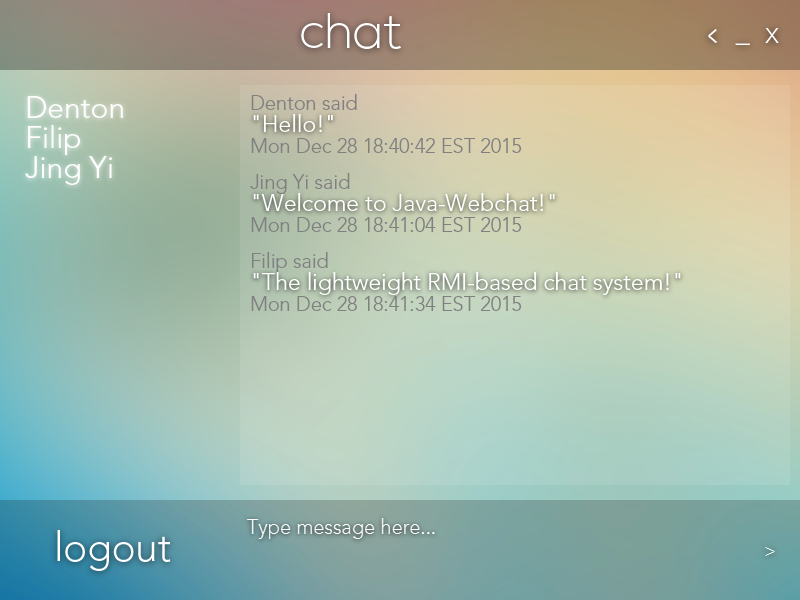 chat
< _ X
Denton
Filip
Jing Yi
Denton said
"Hello!"
Mon Dec 28 18:40:42 EST 2015
Jing Yi said
"Welcome to Java-Webchat!"
Mon Dec 28 18:41:04 EST 2015
Filip said
"The lightweight RMI-based chat system!"
Mon Dec 28 18:41:34 EST 2015
logout
Type message here...
>